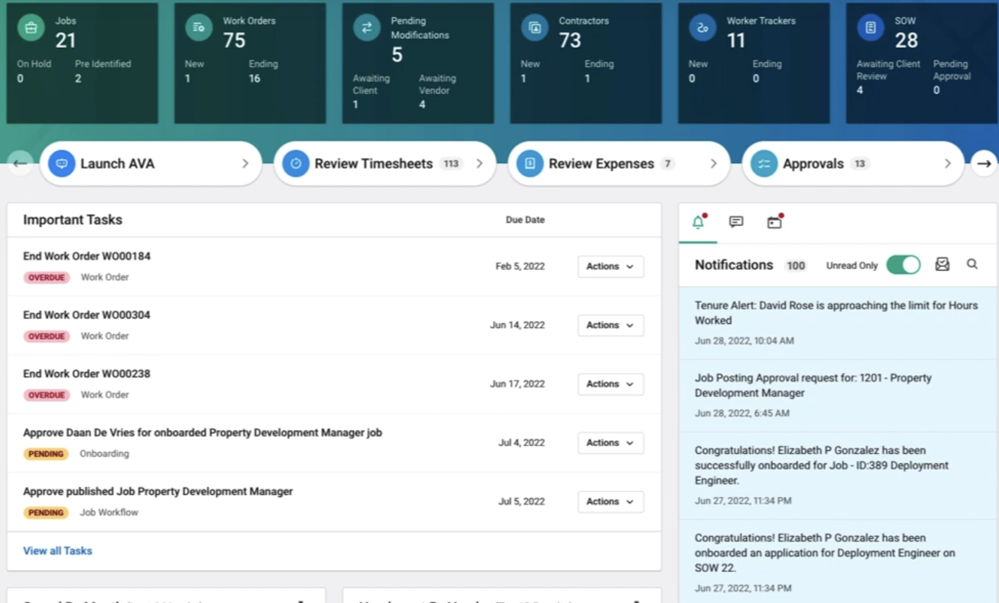 Jobs
21
On Hold
Pre Identified
0
2
Work Orders
75
New
Ending
1
16
Pending
Modifications
5
Awaiting
Client
Awaiting
Vendor
1
4
Contractors
73
New
Ending
1
1
Worker Trackers
11
New
Ending
0
0
SOW
28
Awaiting Client
Review
Pending
Approval
4
0
Launch AVA
Review Timesheets 113
Review Expenses 7
Approvals 13
Important Tasks
Due Date
End Work Order WO00184
OVERDUE Work Order
Feb 5, 2022
Actions
End Work Order WO00304
OVERDUE Work Order
Jun 14, 2022
Actions
End Work Order WO00238
OVERDUE Work Order
Jun 17, 2022
Actions
Approve Daan De Vries for onboarded Property Development Manager job
PENDING Onboarding
Jul 4, 2022
Actions
Approve published Job Property Development Manager
PENDING Job Workflow
Jul 5, 2022
Actions
View all Tasks
Notifications 100
Unread Only
Tenure Alert: David Rose is approaching the limit for Hours
Worked
Jun 28, 2022, 10:04 AM
Job Posting Approval request for: 1201 - Property
Development Manager
Jun 28, 2022, 6:45 AM
Congratulations! Elizabeth P Gonzalez has been
successfully onboarded for Job - ID:389 Deployment
Engineer.
Jun 27, 2022, 11:34 PM
Congratulations! Elizabeth P Gonzalez has been
onboarded an application for Deployment Engineer on
SOW 22.
Jun 27, 2022, 11:34 PM